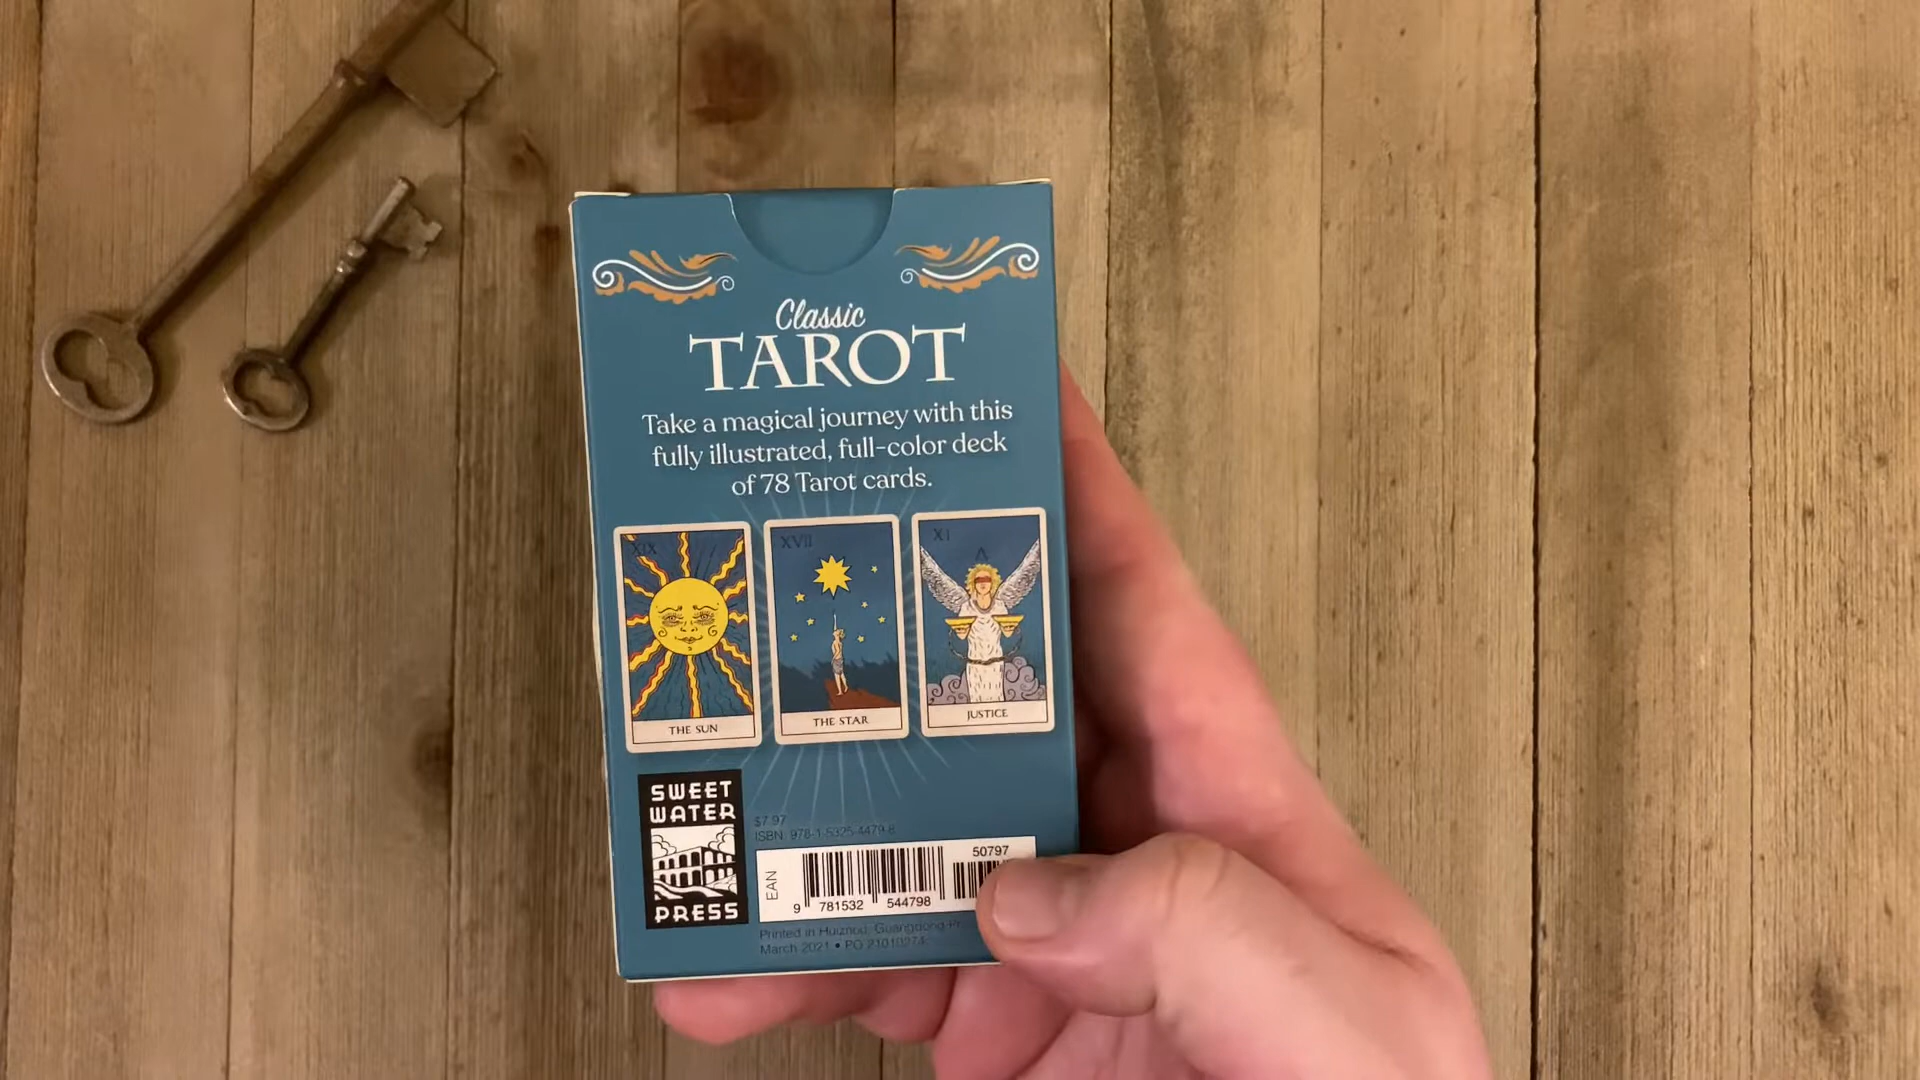 Classic
TAROT
Take a magical journey with this
fully illustrated, full-color deck
of 78 Tarot cards.
XIX
XVII
XI
THE SUN
THE STAR
JUSTICE
SWEET
WATER
PRESS
$7.97
ISBN: 978-1-5325-4479-8
50797
EAN
9 781532 544798
Printed in Huizhou, Guangdong
March 2021 • PO